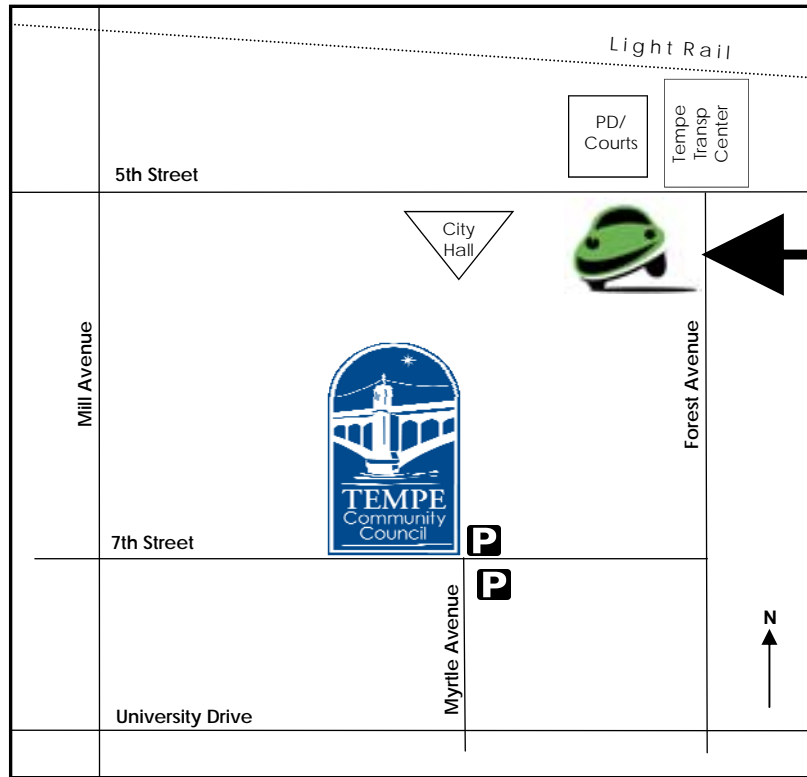 Light Rail
PD/
Courts
Tempe
Transp
Center
5th Street
City
Hall
Mill Avenue
Forest Avenue
TEMPE
Community
Council
7th Street
P
P
Myrtle Avenue
N
University Drive